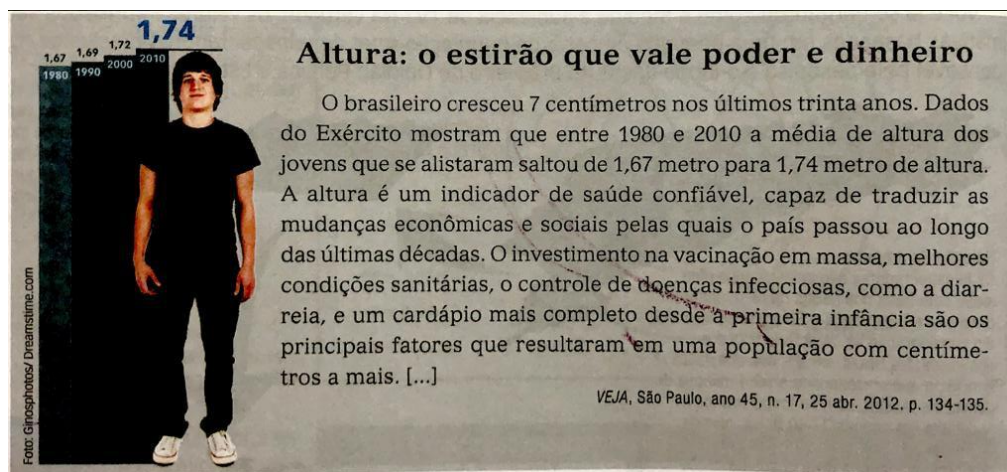 1,67
1,69
1,72
1,74
1980
1990
2000
2010
Altura: o estirão que vale poder e dinheiro
O brasileiro cresceu 7 centímetros nos últimos trinta anos. Dados
do Exército mostram que entre 1980 e 2010 a média de altura dos
jovens que se alistaram saltou de 1,67 metro para 1,74 metro de altura.
A altura é um indicador de saúde confiável, capaz de traduzir as
mudanças econômicas e sociais pelas quais o país passou ao longo
das últimas décadas. O investimento na vacinação em massa, melhores
condições sanitárias, o controle de doenças infecciosas, como a diar-
reia, e um cardápio mais completo desde a primeira infância são os
principais fatores que resultaram em uma população com centíme-
tros a mais. [...]
VEJA, São Paulo, ano 45, n. 17, 25 abr. 2012. p. 134-135.
Foto: Ginosphotos/ Dreamstime.com